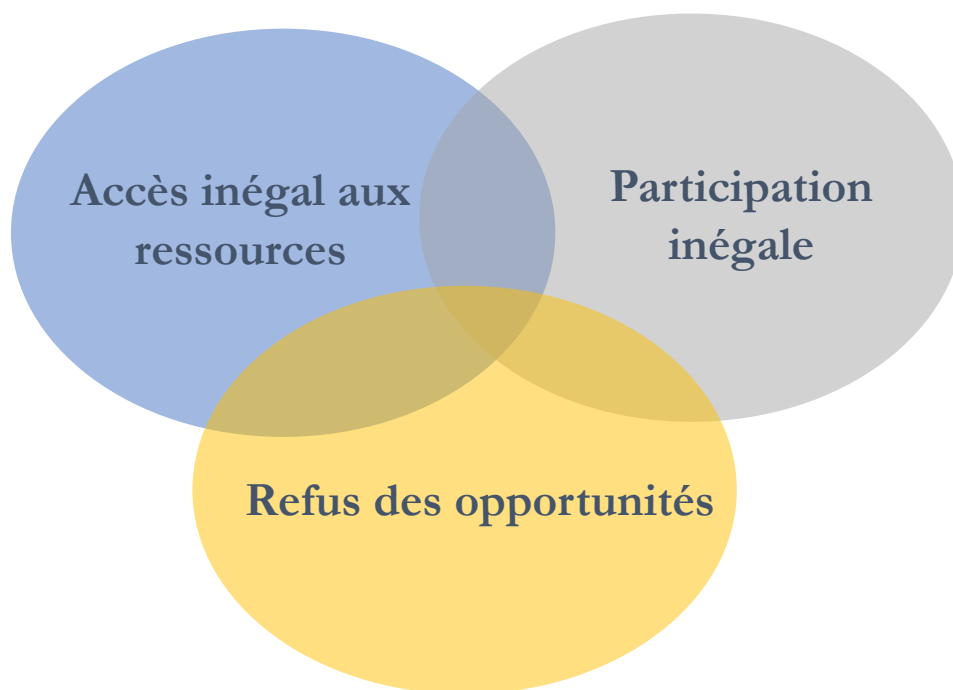 Accès inégal aux
ressources
Participation
inégale
Refus des opportunités